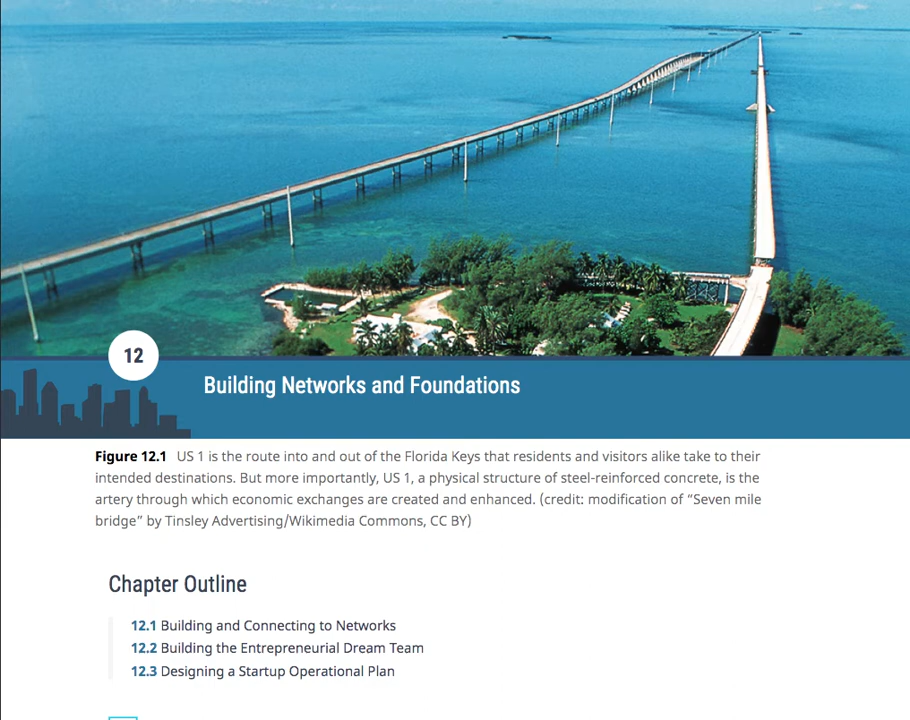 12
Building Networks and Foundations
Figure 12.1 US 1 is the route into and out of the Florida Keys that residents and visitors alike take to their
intended destinations. But more importantly, US 1, a physical structure of steel-reinforced concrete, is the
artery through which economic exchanges are created and enhanced. (credit: modification of “Seven mile
bridge” by Tinsley Advertising/Wikimedia Commons, CC BY)
Chapter Outline
12.1 Building and Connecting to Networks
12.2 Building the Entrepreneurial Dream Team
12.3 Designing a Startup Operational Plan